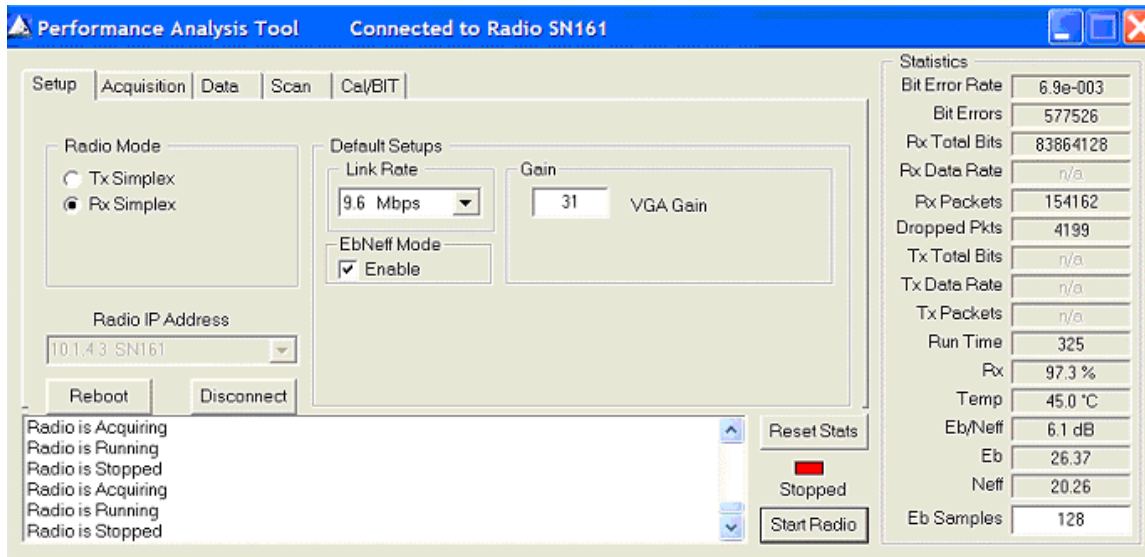 Performance Analysis Tool Connected to Radio SN161
Setup Acquisition Data Scan Cal/BIT
Radio Mode
Tx Simplex
Rx Simplex
Radio IP Address
10.1.4.3 SN161
Reboot Disconnect
Default Setups
Link Rate
9.6 Mbps
EbNeff Mode
Enable
Gain
31 VGA Gain
Radio is Acquiring
Radio is Running
Radio is Stopped
Radio is Acquiring
Radio is Running
Radio is Stopped
Reset Stats
Stopped
Start Radio
Statistics
Bit Error Rate 6.9e-003
Bit Errors 577526
Rx Total Bits 83864128
Rx Data Rate n/a
Rx Packets 154162
Dropped Pkts 4199
Tx Total Bits n/a
Tx Data Rate n/a
Tx Packets n/a
Run Time 325
Rx 97.3 %
Temp 45.0 °C
Eb/Neff 6.1 dB
Eb 26.37
Neff 20.26
Eb Samples 128